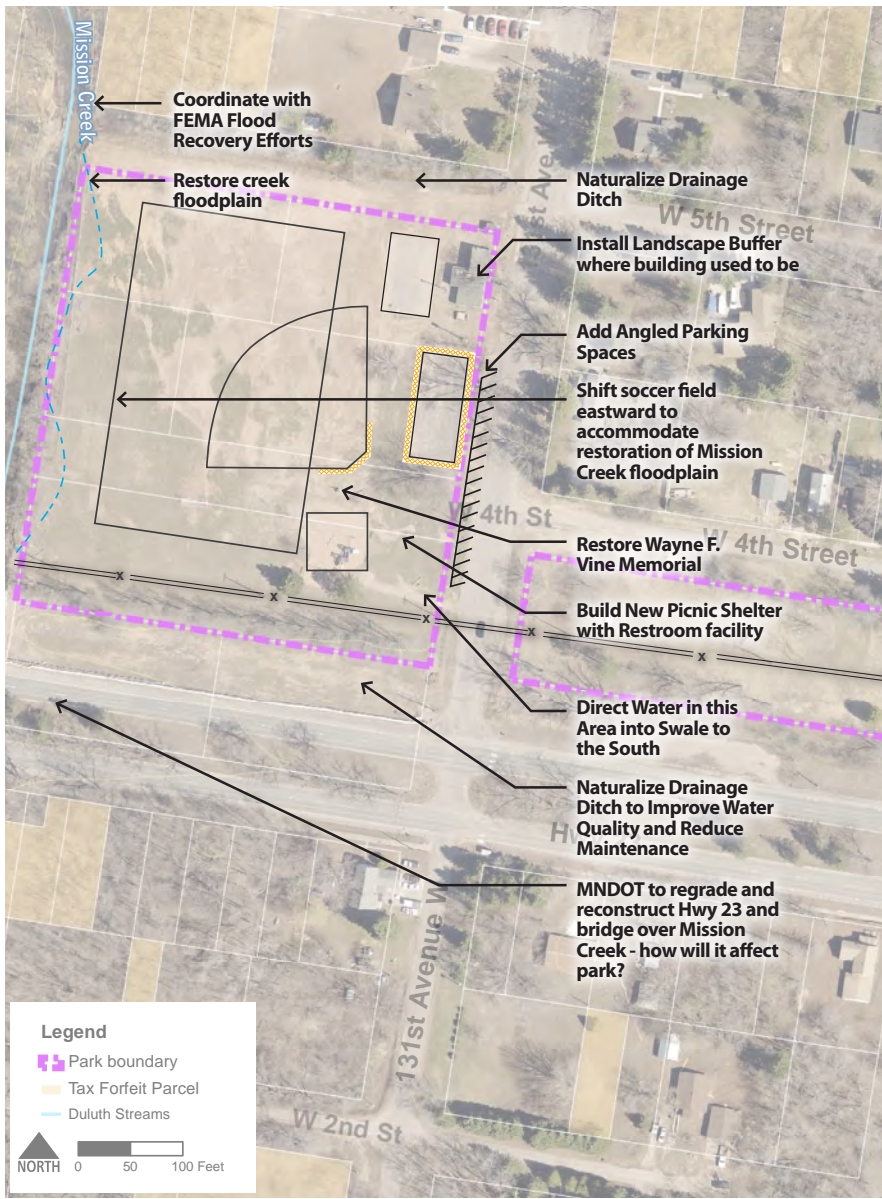 Mission Creek
Coordinate with
FEMA Flood
Recovery Efforts
Restore creek
floodplain
Naturalize Drainage
Ditch
W 5th Street
Install Landscape Buffer
where building used to be
Add Angled Parking
Spaces
Shift soccer field
eastward to
accommodate
restoration of Mission
Creek floodplain
W 4th St
W 4th Street
Restore Wayne F.
Vine Memorial
Build New Picnic Shelter
with Restroom facility
x
x
x
x
x
Direct Water in this
Area into Swale to
the South
Naturalize Drainage
Ditch to Improve Water
Quality and Reduce
Maintenance
MNDOT to regrade and
reconstruct Hwy 23 and
bridge over Mission
Creek - how will it affect
park?
131st Avenue W
W 2nd St
Legend
Park boundary
Tax Forfeit Parcel
Duluth Streams
NORTH
0 50 100 Feet